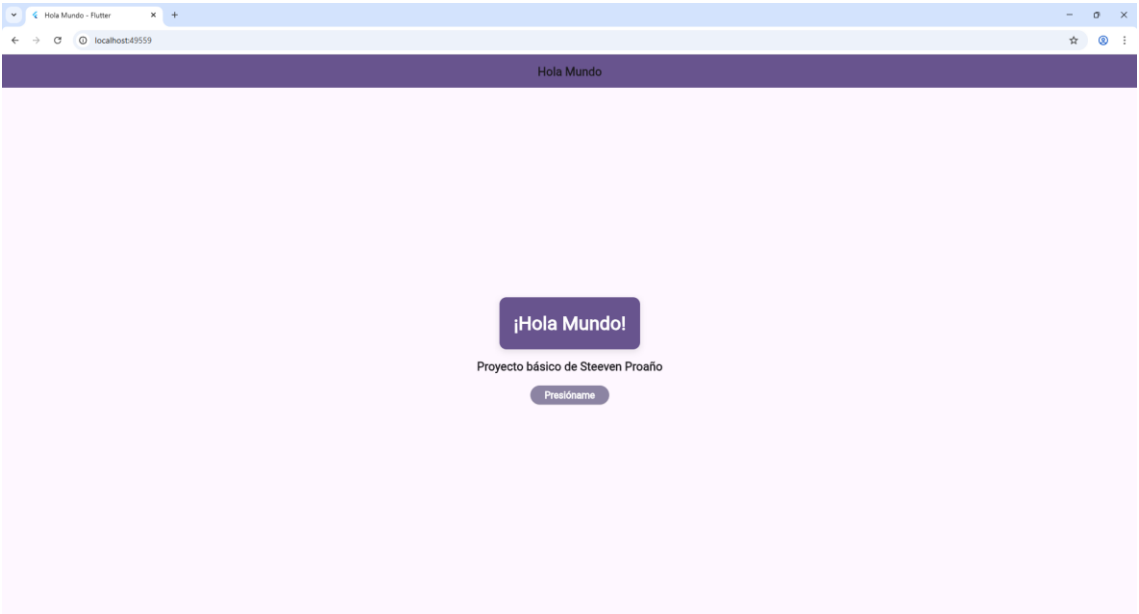 Hola Mundo - Flutter
localhost:49559
Hola Mundo
¡Hola Mundo!
Proyecto básico de Steeven Proaño
Presióname